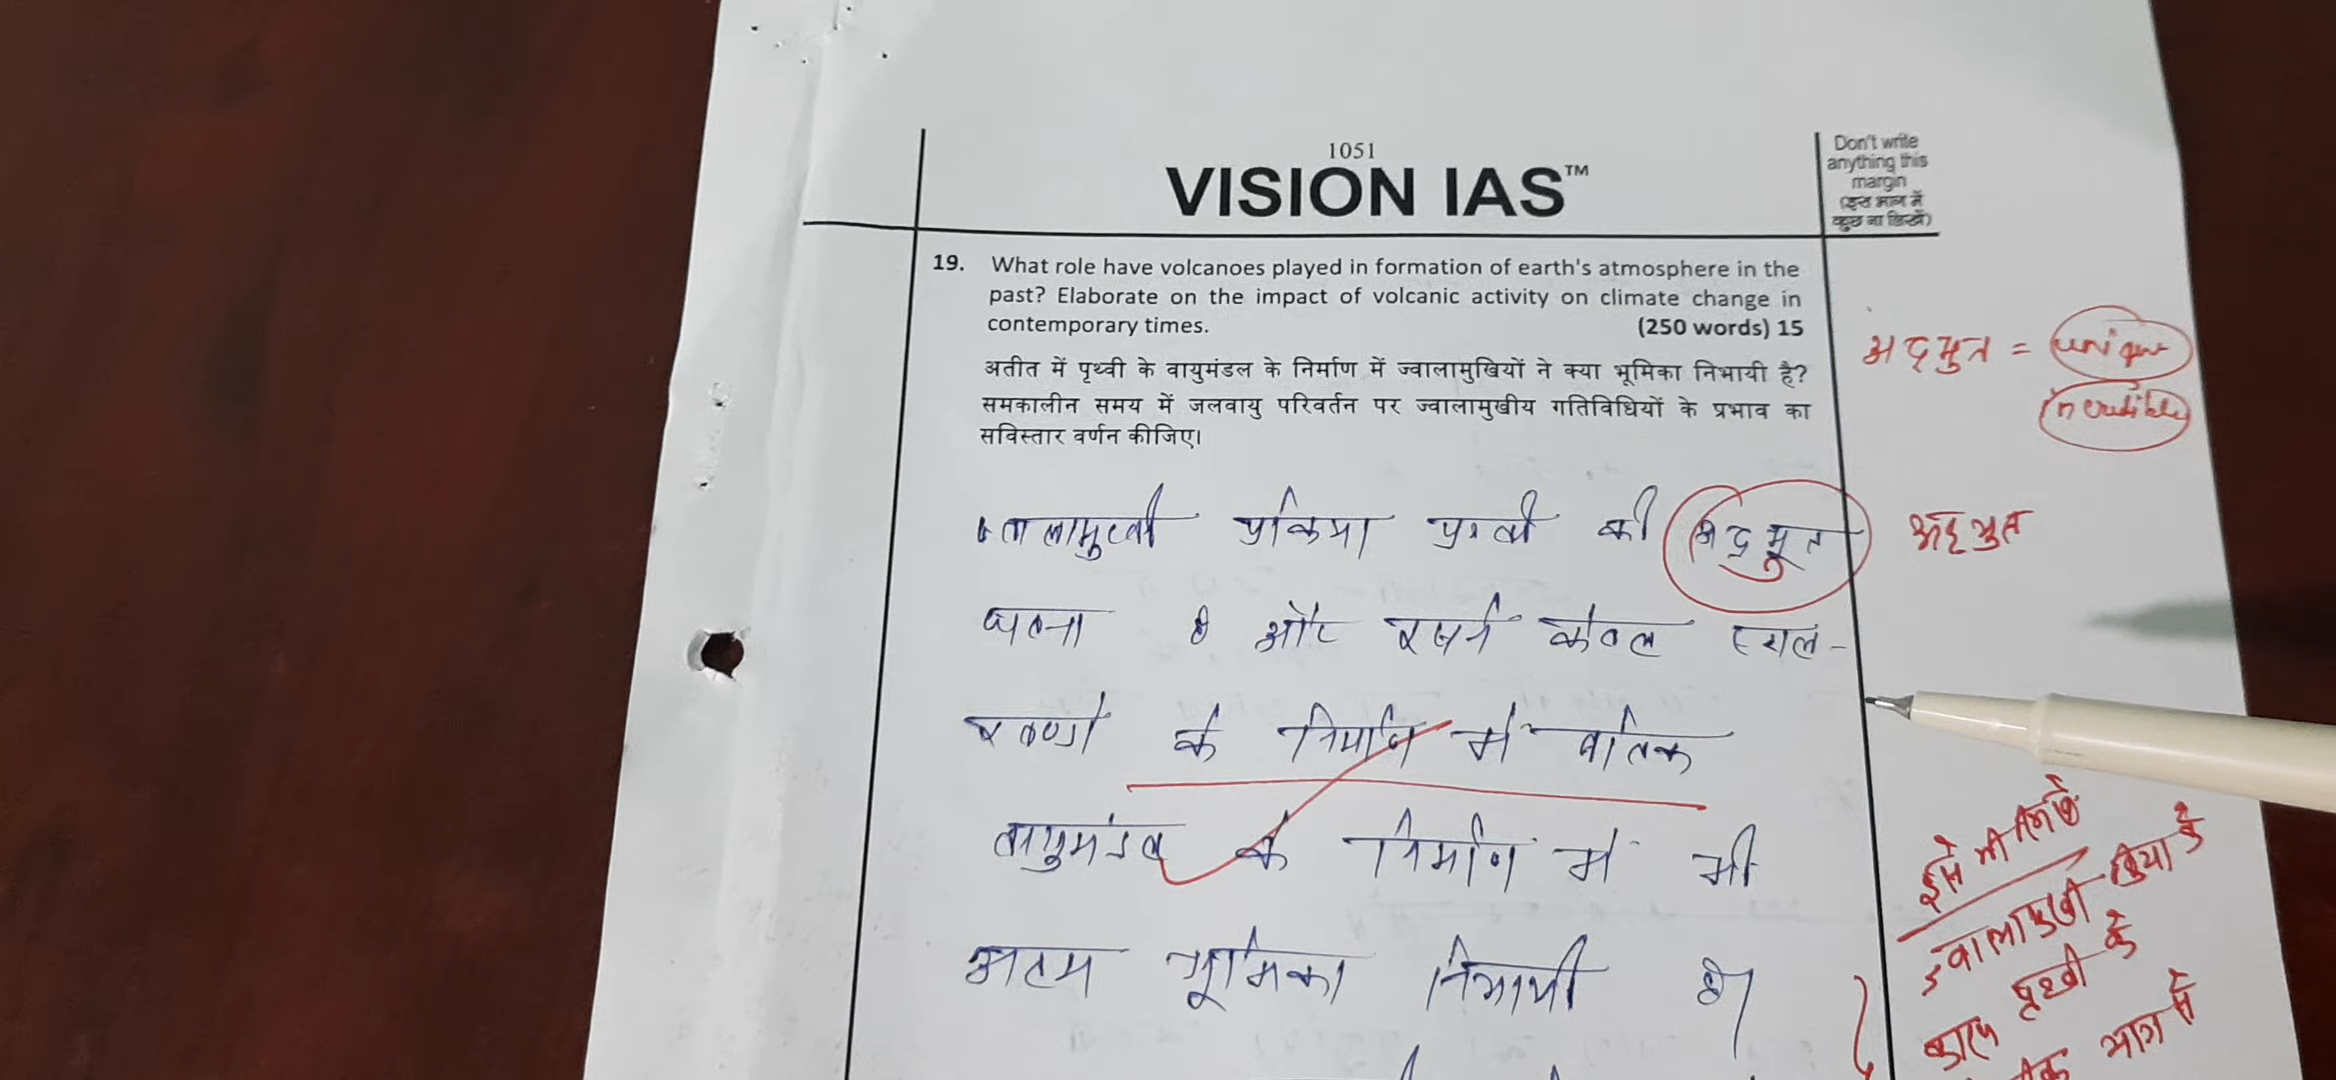 1051
VISION IAS™
Don't write
anything this
margin
(इस भाग में
कुछ ना लिखें)
19. What role have volcanoes played in formation of earth's atmosphere in the
past? Elaborate on the impact of volcanic activity on climate change in
contemporary times. (250 words) 15
अतीत में पृथ्वी के वायुमंडल के निर्माण में ज्वालामुखियों ने क्या भूमिका निभायी है?
समकालीन समय में जलवायु परिवर्तन पर ज्वालामुखीय गतिविधियों के प्रभाव का
सविस्तार वर्णन कीजिए।
अद्भुत = unique
incredible
ज्वालामुखी प्रक्रिया पृथ्वी की अद्भुत
अद्भुत
घटना है और इसने केवल स्थल-
खण्डों के निर्माण में बल्कि
वायुमंडल के निर्माण में भी
अहम भूमिका निभायी है।
इसे भी लिखें
ज्वालामुखी क्रिया के
कारण पृथ्वी के
भाग से